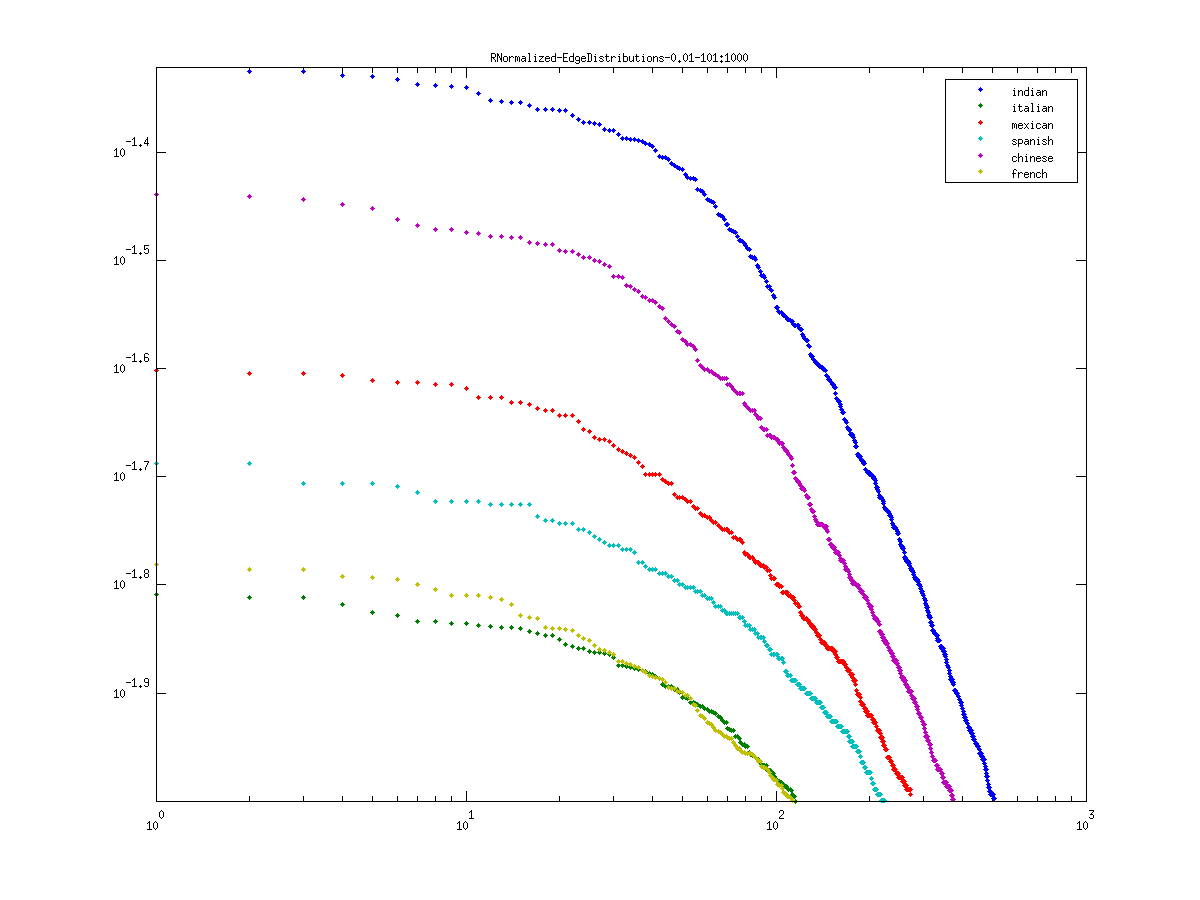 RNormalized-EdgeDistributions-0.01-101:1000
indian
italian
mexican
spanish
chinese
french
10^-1.4
10^-1.5
10^-1.6
10^-1.7
10^-1.8
10^-1.9
10^0 10^1 10^2 10^3